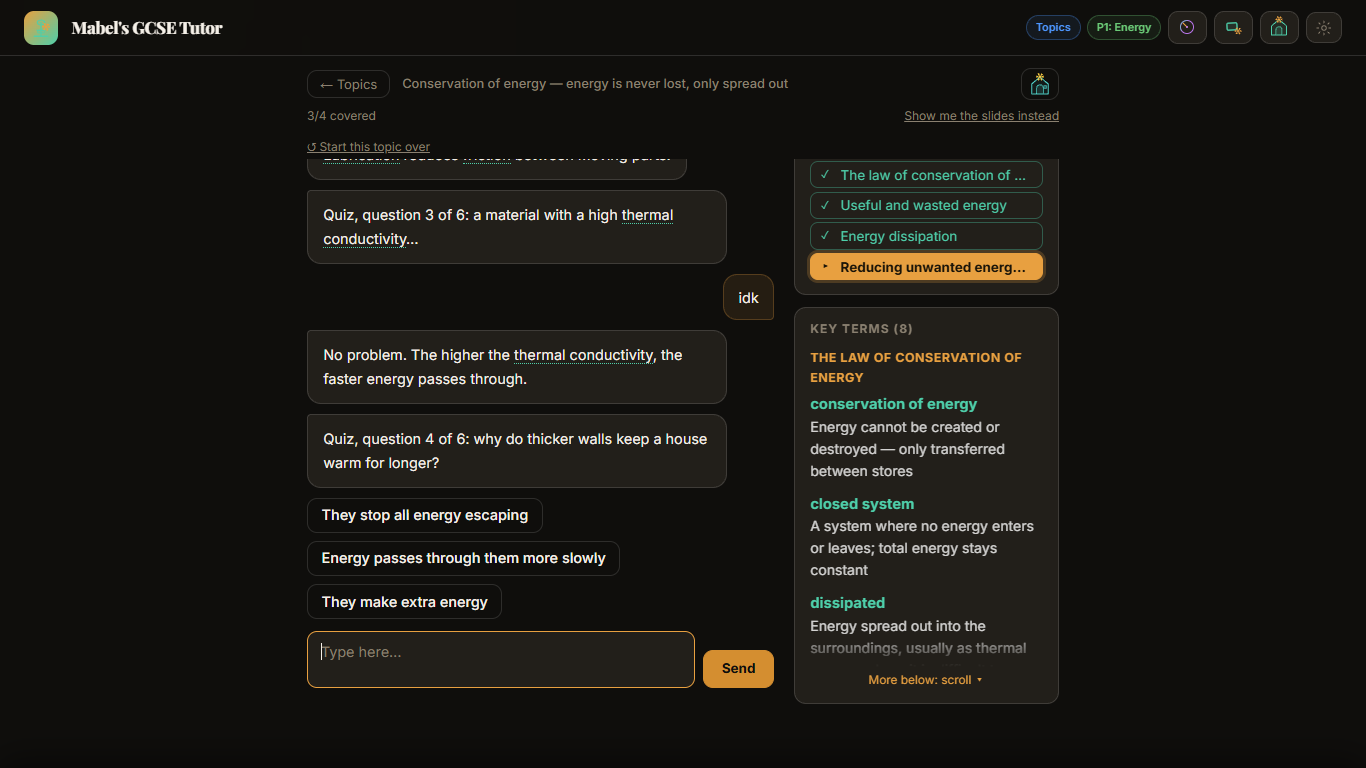 Mabel's GCSE Tutor
Topics
P1: Energy
← Topics
Conservation of energy — energy is never lost, only spread out
3/4 covered
Show me the slides instead
↺ Start this topic over
Lubrication reduces friction between moving parts.
Quiz, question 3 of 6: a material with a high thermal
conductivity...
idk
No problem. The higher the thermal conductivity, the
faster energy passes through.
Quiz, question 4 of 6: why do thicker walls keep a house
warm for longer?
They stop all energy escaping
Energy passes through them more slowly
They make extra energy
Type here...
Send
✓ The law of conservation of ...
✓ Useful and wasted energy
✓ Energy dissipation
▸ Reducing unwanted energ...
KEY TERMS (8)
THE LAW OF CONSERVATION OF
ENERGY
conservation of energy
Energy cannot be created or
destroyed — only transferred
between stores
closed system
A system where no energy enters
or leaves; total energy stays
constant
dissipated
Energy spread out into the
surroundings, usually as thermal
More below: scroll ▾